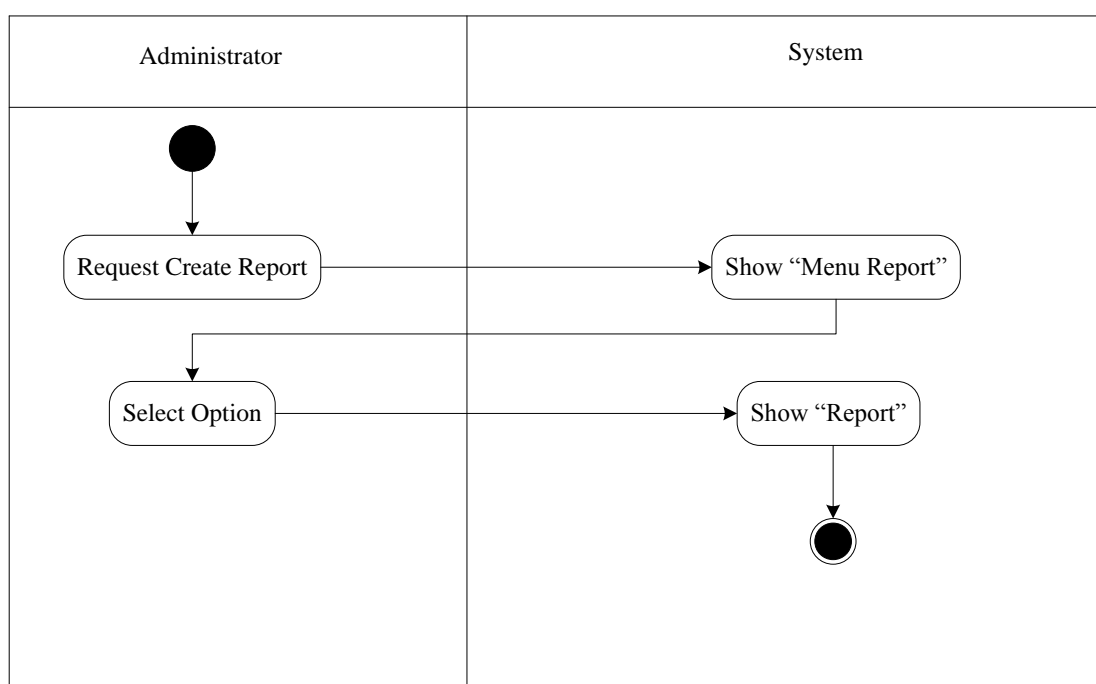 Administrator
System
Request Create Report
Show “Menu Report”
Select Option
Show “Report”